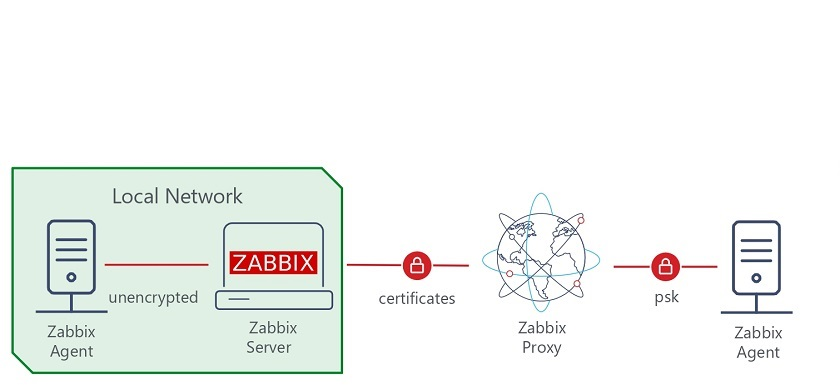 Local Network
ZABBIX
unencrypted
certificates
psk
Zabbix
Agent
Zabbix
Server
Zabbix
Proxy
Zabbix
Agent